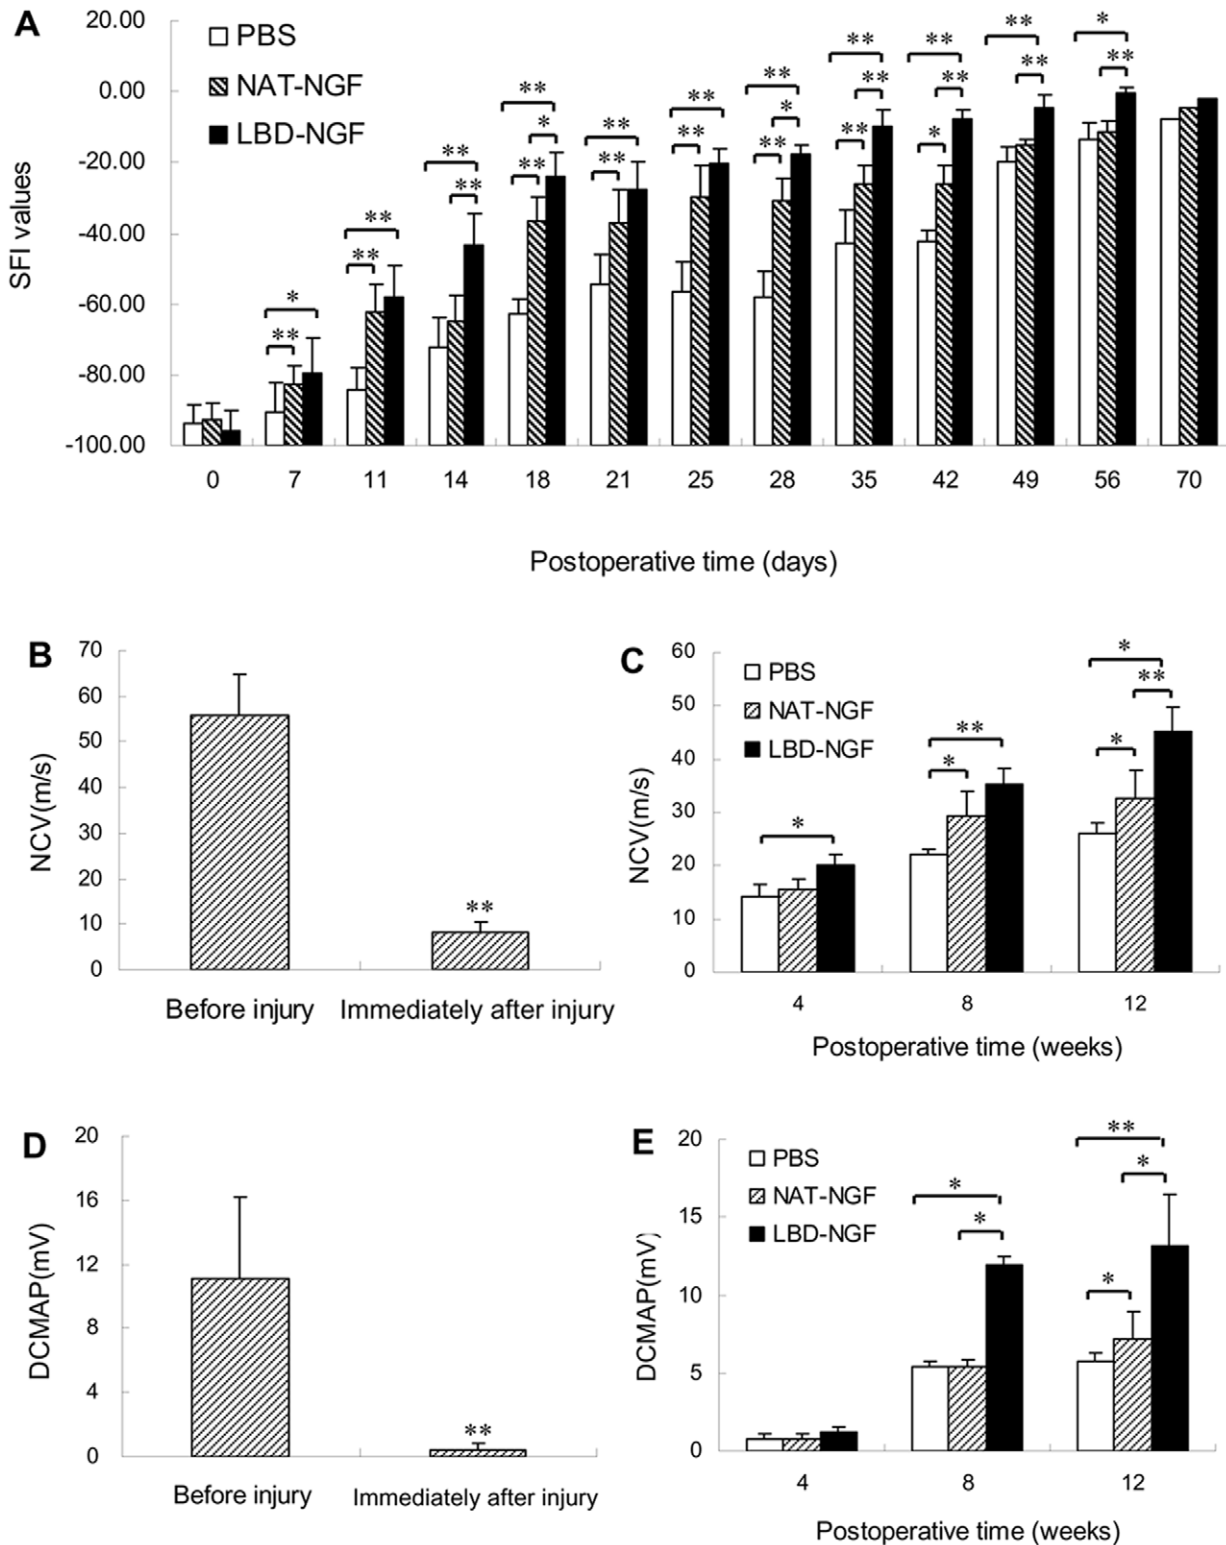 A
PBS
NAT-NGF
LBD-NGF
SFI values
20.00
0.00
-20.00
-40.00
-60.00
-80.00
-100.00
* ** ** ** ** ** ** * ** ** ** ** ** ** ** * ** ** ** ** * ** ** ** * ** ** * **
0 7 11 14 18 21 25 28 35 42 49 56 70
Postoperative time (days)
B
NCV(m/s)
70
60
50
40
30
20
10
0
**
Before injury Immediately after injury
C
PBS
NAT-NGF
LBD-NGF
NCV(m/s)
60
50
40
30
20
10
0
* ** * * ** *
4 8 12
Postoperative time (weeks)
D
DCMAP(mV)
20
16
12
8
4
0
**
Before injury Immediately after injury
E
PBS
NAT-NGF
LBD-NGF
DCMAP(mV)
20
15
10
5
0
* * ** * *
4 8 12
Postoperative time (weeks)